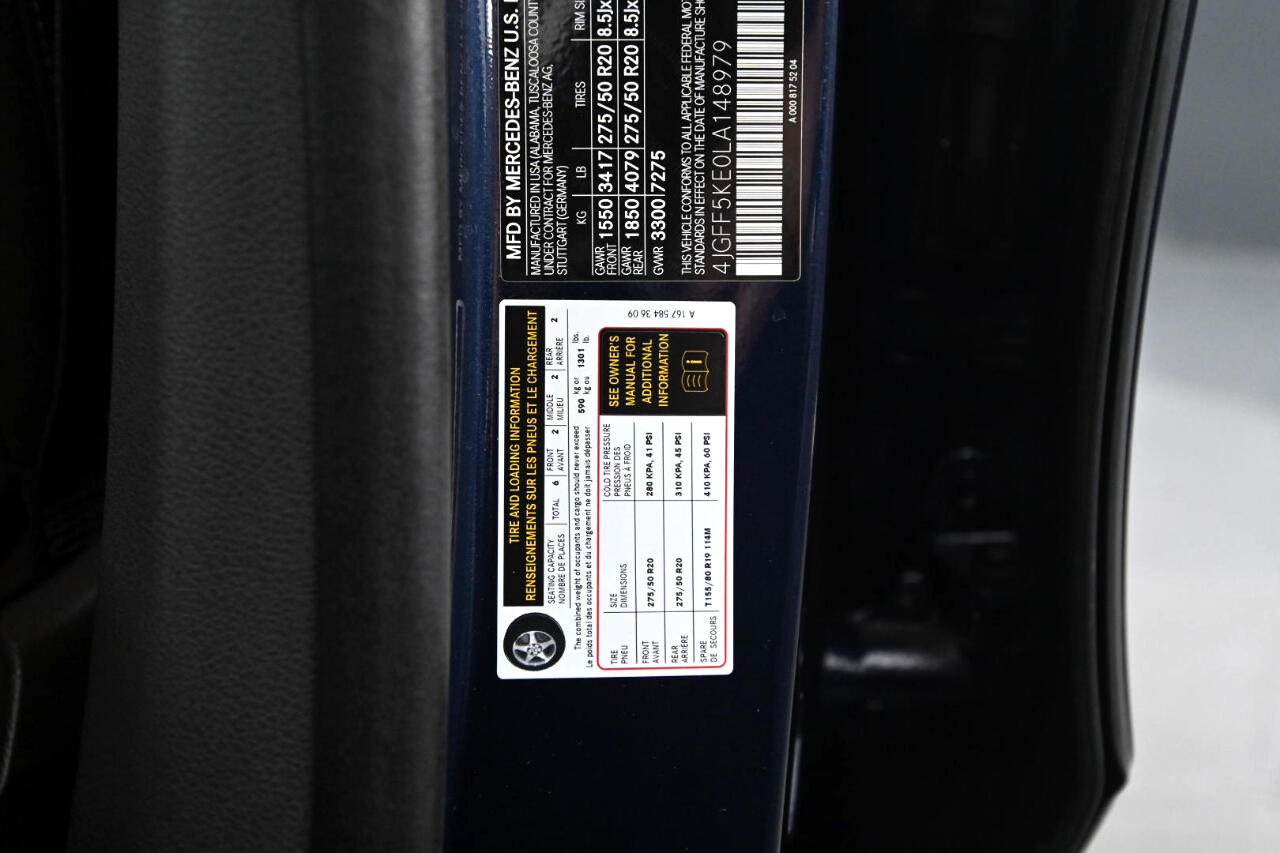 MFD BY MERCEDES-BENZ U.S.
MANUFACTURED IN USA (ALABAMA, TUSCALOOSA COUNT
UNDER CONTRACT FOR MERCEDES-BENZ AG,
STUTTGART (GERMANY)
KG LB TIRES RIM
GAWR FRONT 1550 3417 275/50 R20 8.5Jx
GAWR REAR 1850 4079 275/50 R20 8.5Jx
GVWR 3300 7275
THIS VEHICLE CONFORMS TO ALL APPLICABLE FEDERAL
STANDARDS IN EFFECT ON THE DATE OF MANUFACTURE
4JGFF5KE0LA148979
A 000 817 52 04
TIRE AND LOADING INFORMATION
RENSEIGNEMENTS SUR LES PNEUS ET LE CHARGEMENT
SEATING CAPACITY TOTAL 6 FRONT 2 MIDDLE 2 REAR 2
NOMBRE DE PLACES AVANT MILIEU ARRIÈRE
The combined weight of occupants and cargo should never exceed 590 kg or 1301 lbs.
Le poids total des occupants et du chargement ne doit jamais dépasser kg ou lb.
A 167 584 36 09
TIRE SIZE COLD TIRE PRESSURE
PNEU DIMENSIONS PRESSION DES
PNEUS À FROID
FRONT 275/50 R20 280 KPA, 41 PSI
AVANT
REAR 275/50 R20 310 KPA, 45 PSI
ARRIÈRE
SPARE T155/80 R19 114M 410 KPA, 60 PSI
DE SECOURS
SEE OWNER'S
MANUAL FOR
ADDITIONAL
INFORMATION